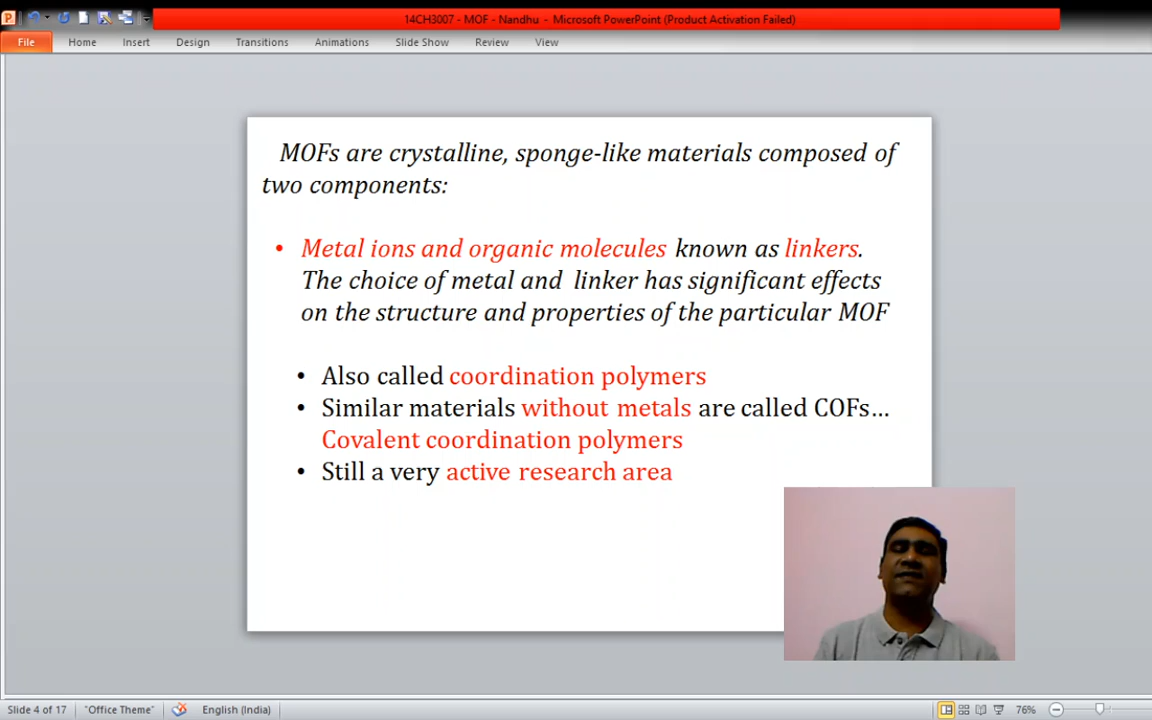 14CH3007 - MOF - Nandhu - Microsoft PowerPoint (Product Activation Failed)
File Home Insert Design Transitions Animations Slide Show Review View
MOFs are crystalline, sponge-like materials composed of
two components:
• Metal ions and organic molecules known as linkers.
The choice of metal and linker has significant effects
on the structure and properties of the particular MOF
• Also called coordination polymers
• Similar materials without metals are called COFs…
Covalent coordination polymers
• Still a very active research area
Slide 4 of 17 "Office Theme" English (India) 76%